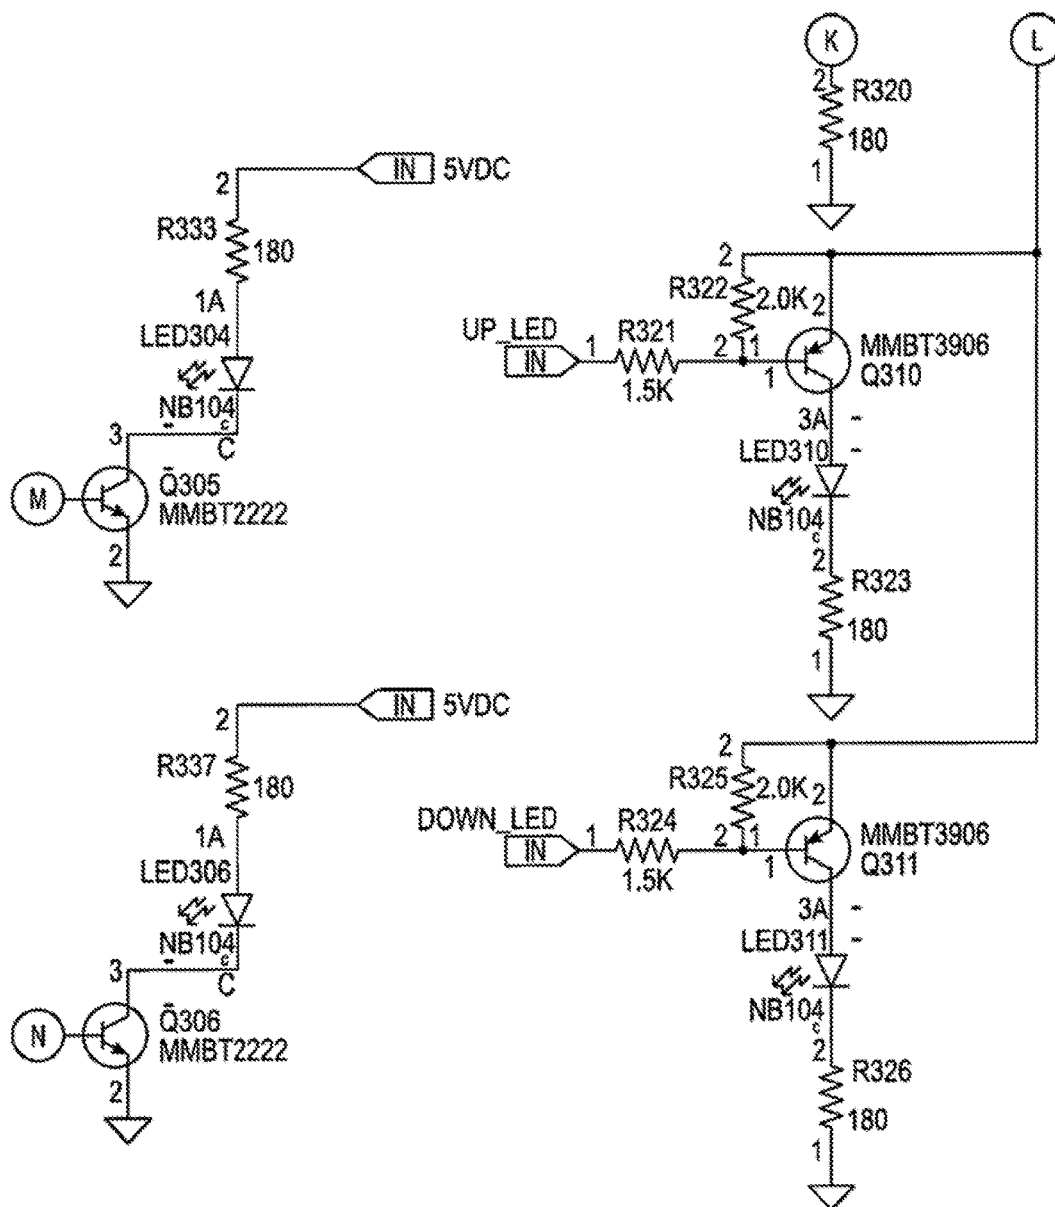 K
L
2
R320
180
1
IN 5VDC
2
R333
180
1A
LED304
NB104
c
C
3
M
Q305
MMBT2222
2
2
R322
2.0K
2
UP_LED
IN
1
R321
1.5K
2
1
1
MMBT3906
Q310
3A -
LED310 -
NB104
c
2
R323
180
1
IN 5VDC
2
R337
180
1A
LED306
NB104
c
C
3
N
Q306
MMBT2222
2
2
R325
2.0K
2
DOWN_LED
IN
1
R324
1.5K
2
1
1
MMBT3906
Q311
3A -
LED311 -
NB104
c
2
R326
180
1